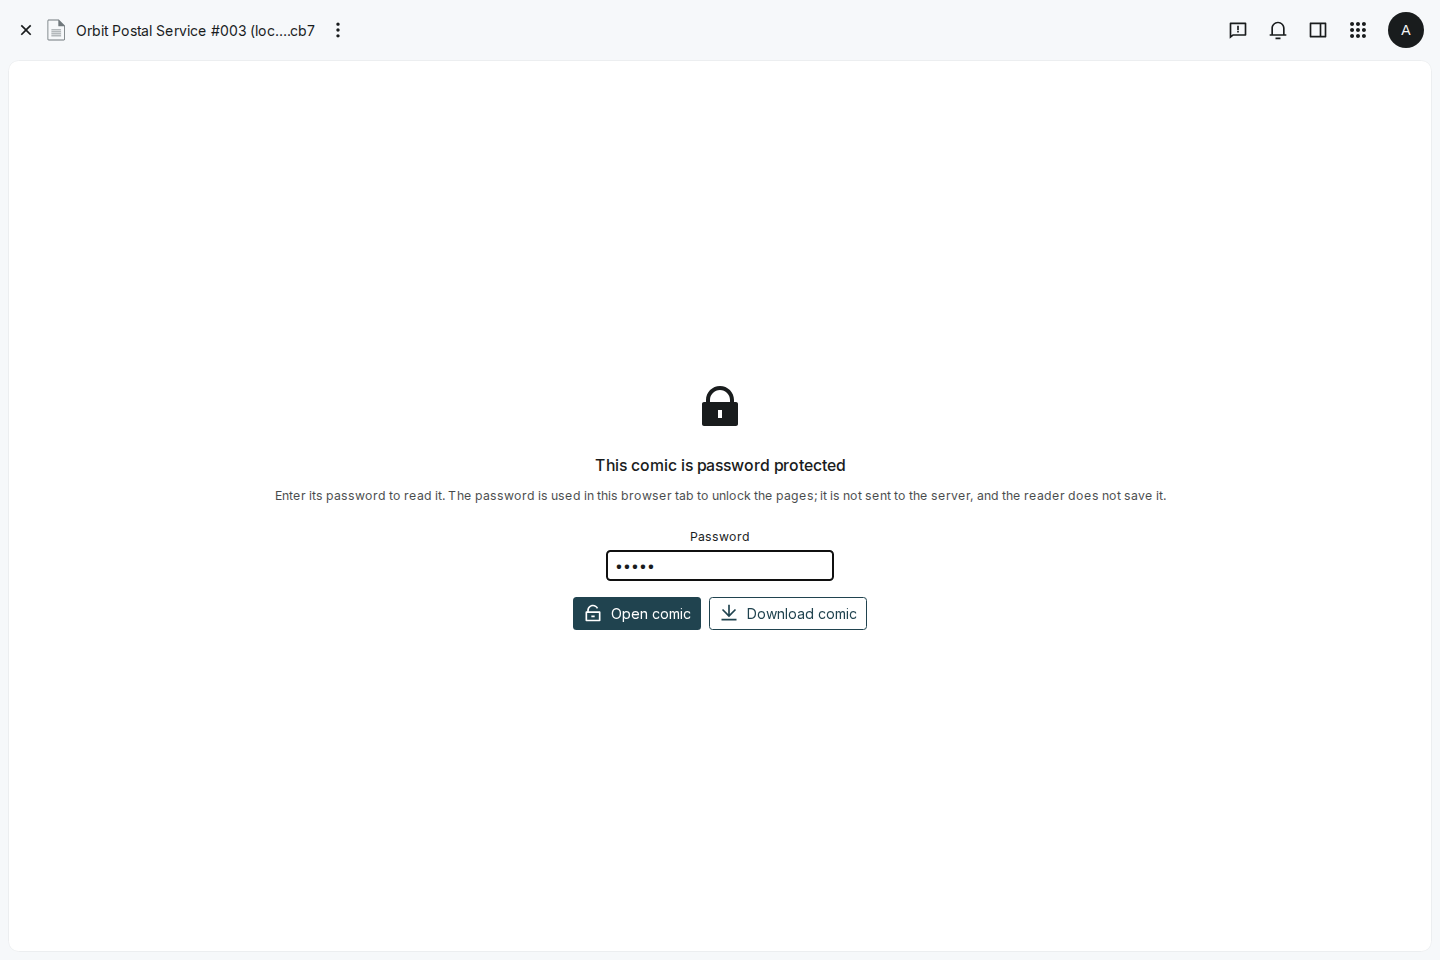 Orbit Postal Service #003 (loc....cb7
A
This comic is password protected
Enter its password to read it. The password is used in this browser tab to unlock the pages; it is not sent to the server, and the reader does not save it.
Password
•••••
Open comic
Download comic